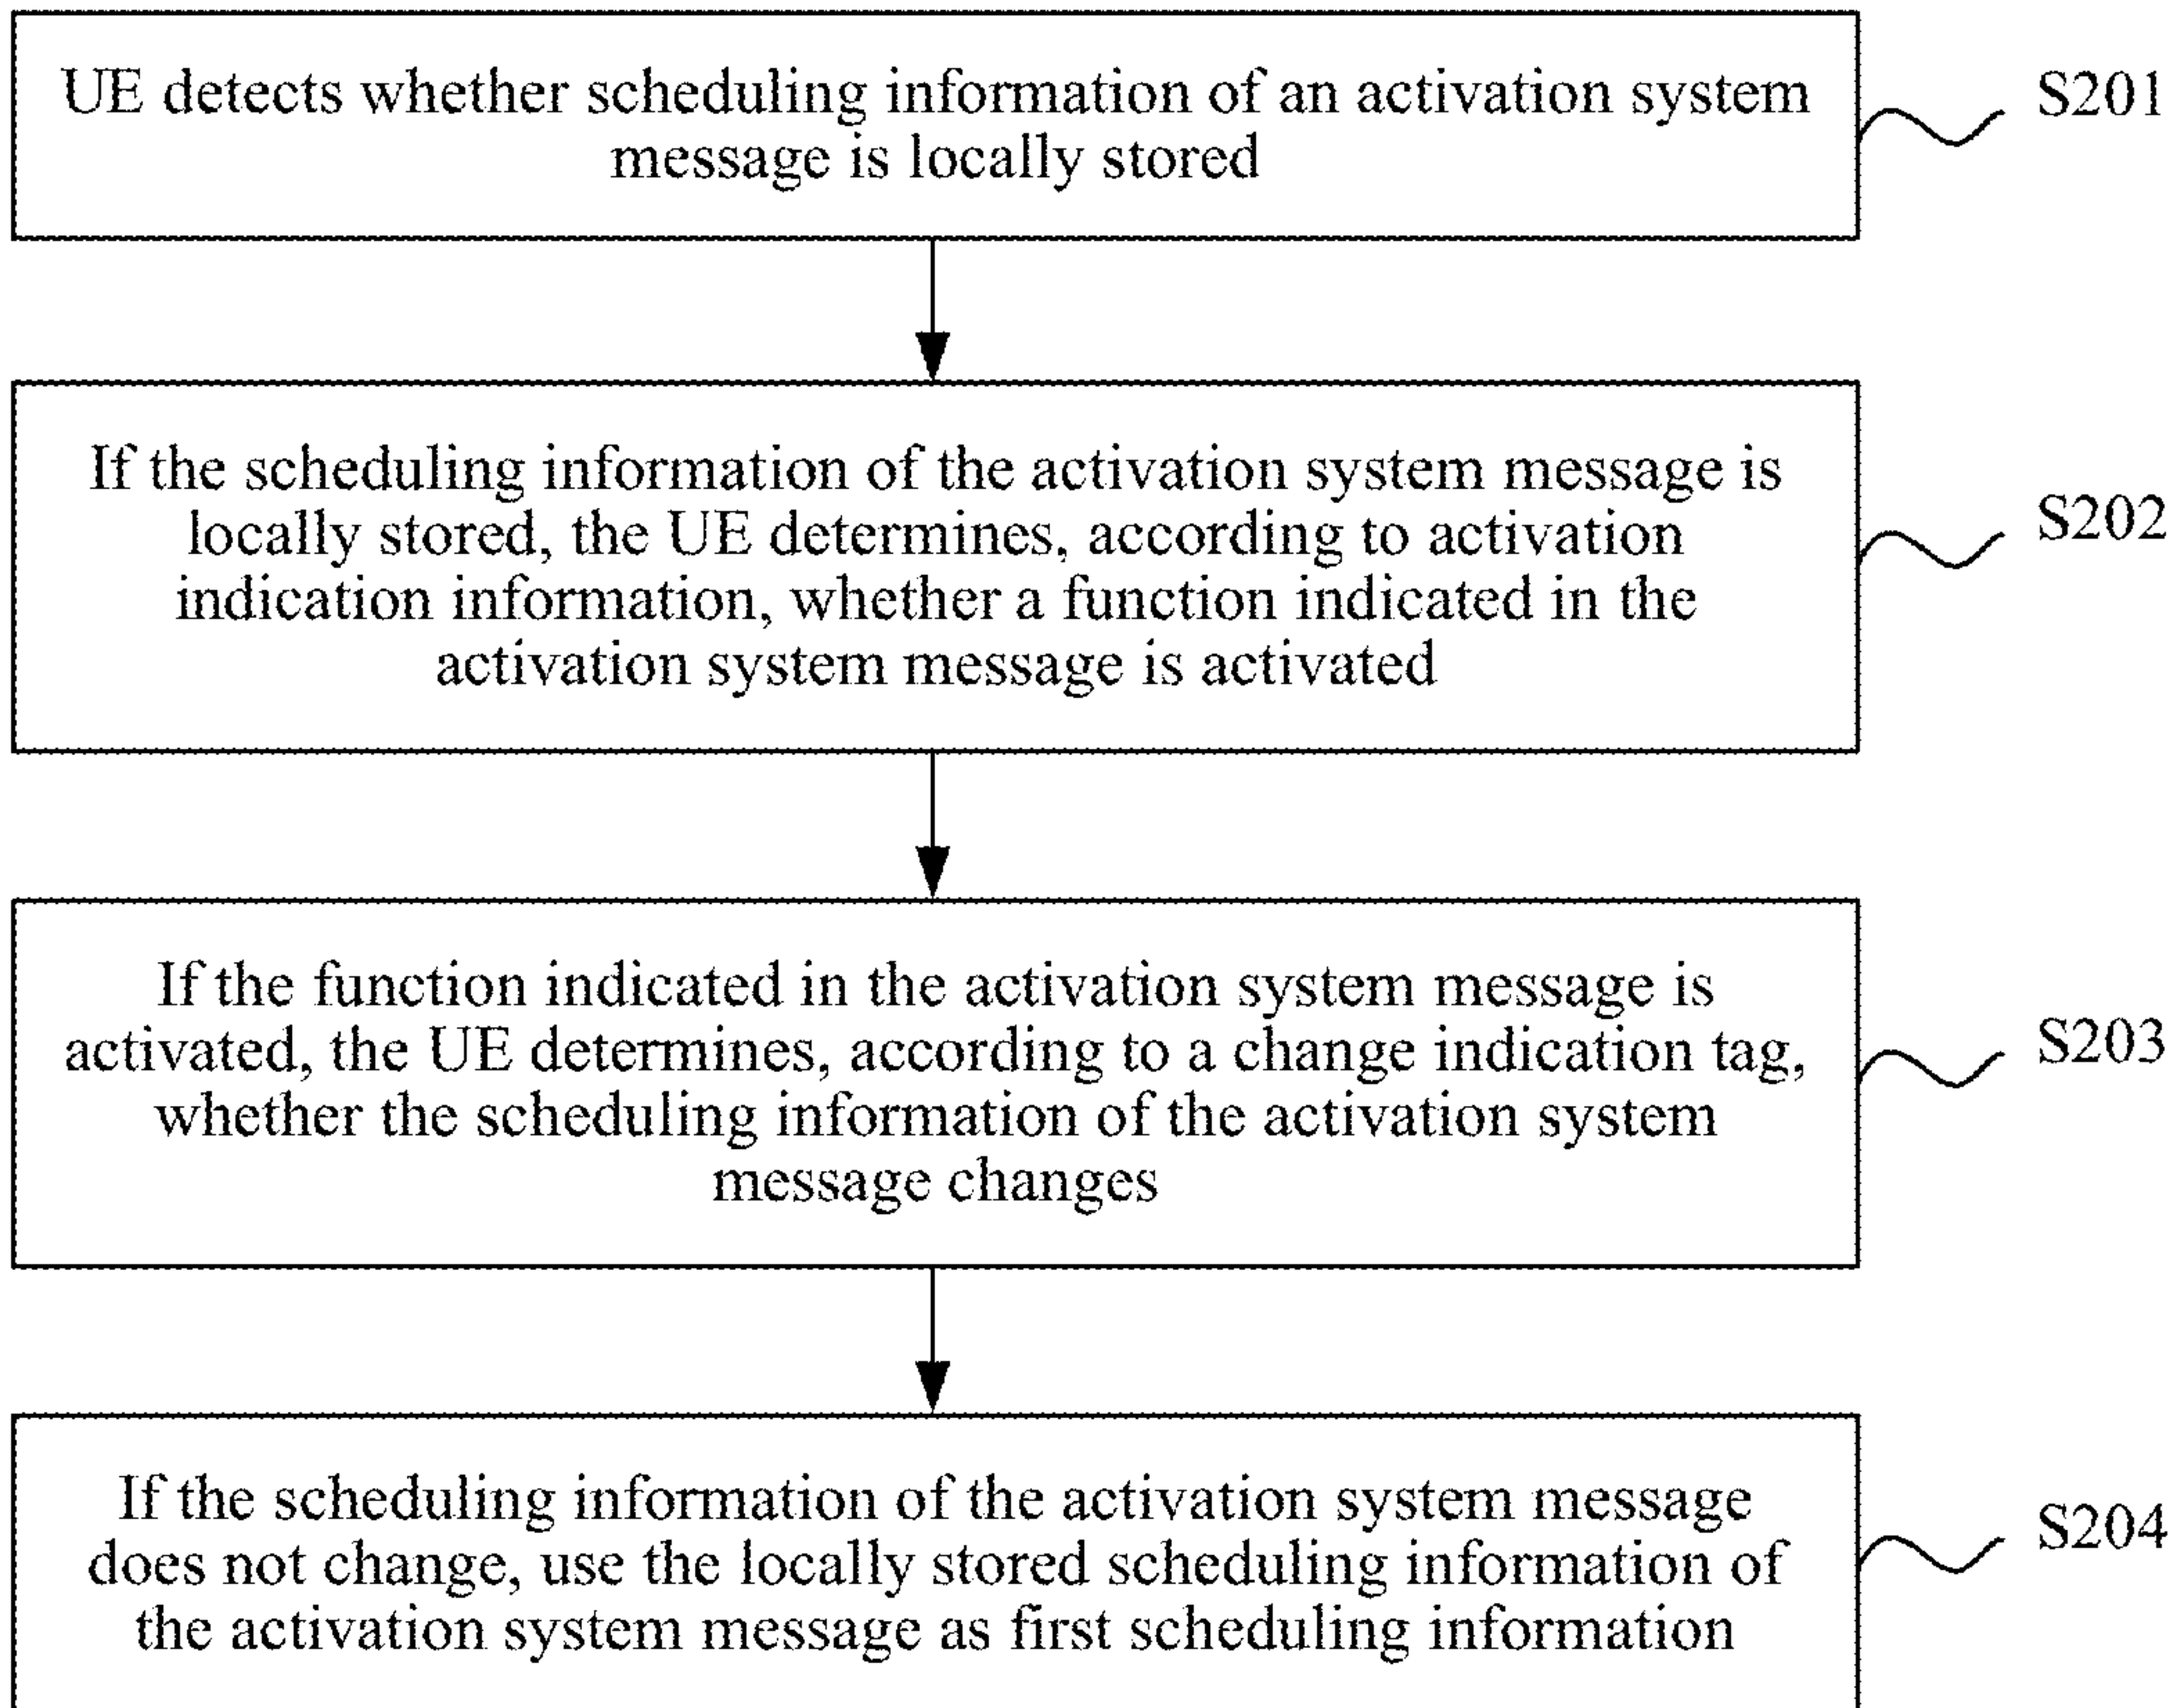 UE detects whether scheduling information of an activation system
message is locally stored
S201
If the scheduling information of the activation system message is
locally stored, the UE determines, according to activation
indication information, whether a function indicated in the
activation system message is activated
S202
If the function indicated in the activation system message is
activated, the UE determines, according to a change indication tag,
whether the scheduling information of the activation system
message changes
S203
If the scheduling information of the activation system message
does not change, use the locally stored scheduling information of
the activation system message as first scheduling information
S204